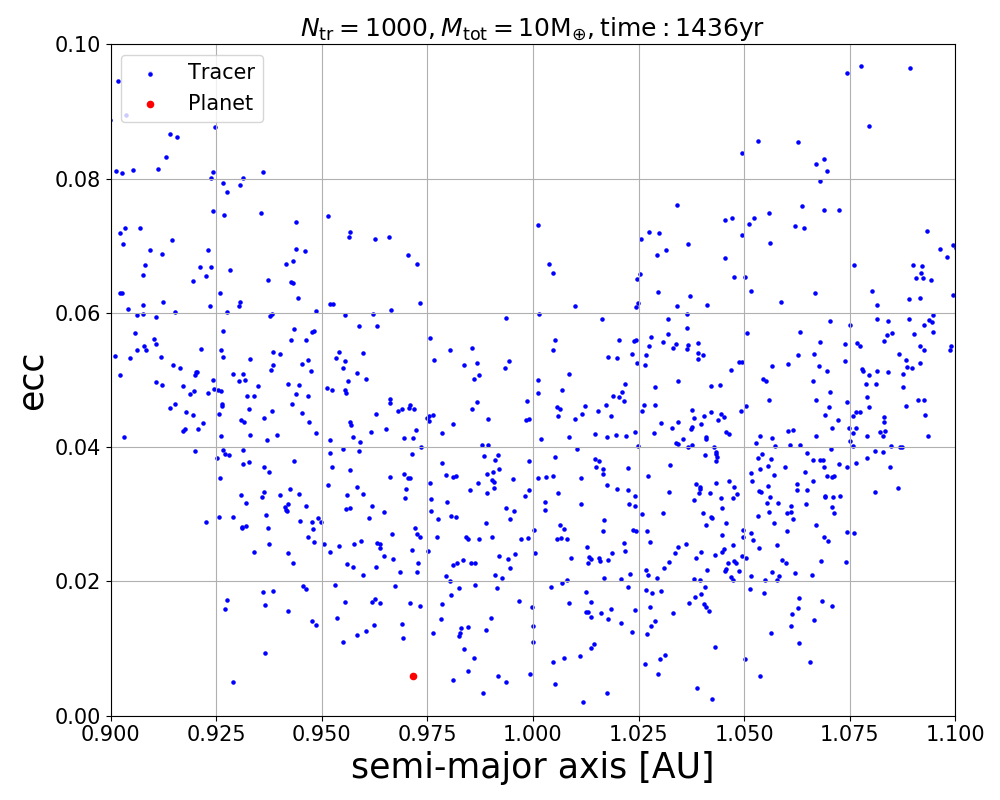 N_tr = 1000, M_tot = 10M_⊕, time : 1436yr
Tracer
Planet
0.10
0.08
0.06
0.04
0.02
0.00
ecc
0.900 0.925 0.950 0.975 1.000 1.025 1.050 1.075 1.100
semi-major axis [AU]